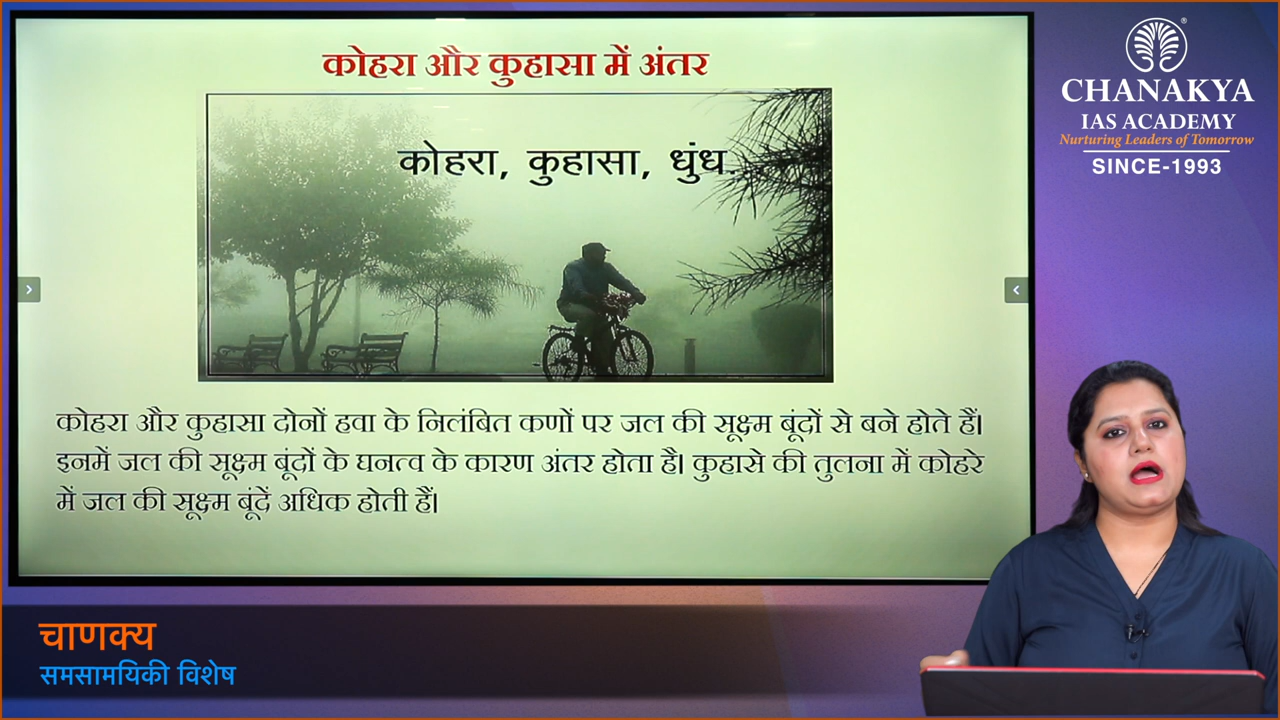 कोहरा और कुहासा में अंतर
कोहरा, कुहासा, धुंध...
कोहरा और कुहासा दोनों हवा के निलंबित कणों पर जल की सूक्ष्म बूंदों से बने होते हैं।
इनमें जल की सूक्ष्म बूंदों के घनत्व के कारण अंतर होता है। कुहासे की तुलना में कोहरे
में जल की सूक्ष्म बूंदें अधिक होती हैं।
CHANAKYA
IAS ACADEMY
Nurturing Leaders of Tomorrow
SINCE-1993
चाणक्य
समसामयिकी विशेष